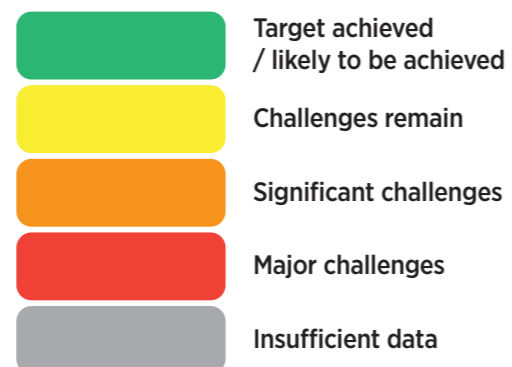 Target achieved
/ likely to be achieved
Challenges remain
Significant challenges
Major challenges
Insufficient data